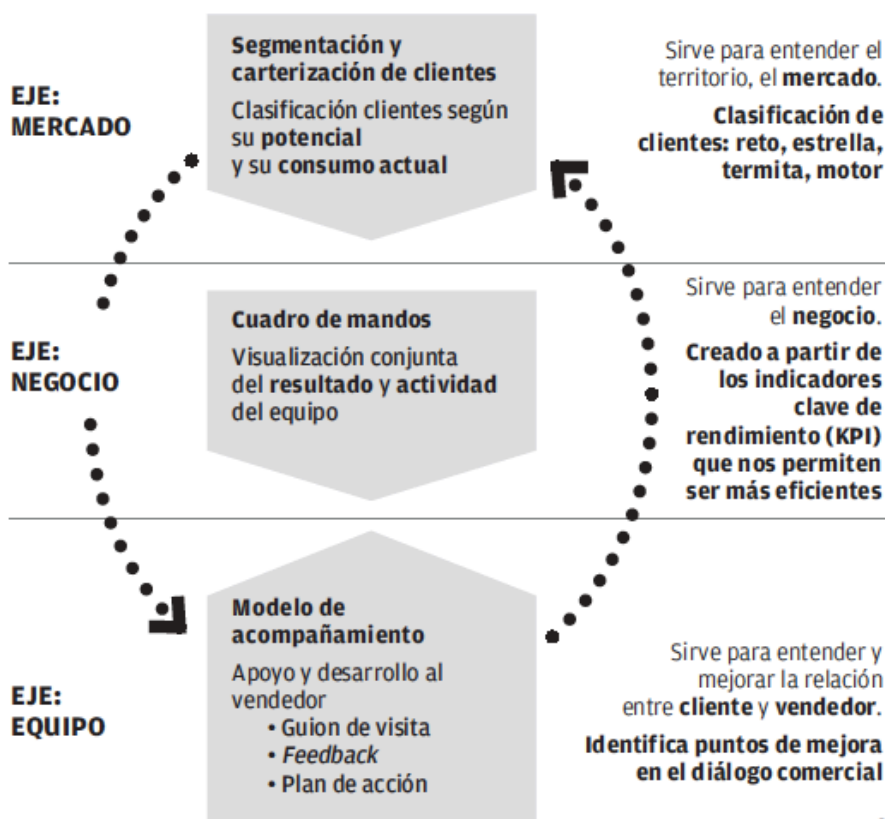 EJE:
MERCADO
Segmentación y
carterización de clientes
Clasificación clientes según
su potencial
y su consumo actual
Sirve para entender el
territorio, el mercado.
Clasificación de
clientes: reto, estrella,
termita, motor
EJE:
NEGOCIO
Cuadro de mandos
Visualización conjunta
del resultado y actividad
del equipo
Sirve para entender
el negocio.
Creado a partir de
los indicadores
clave de
rendimiento (KPI)
que nos permiten
ser más eficientes
EJE:
EQUIPO
Modelo de
acompañamiento
Apoyo y desarrollo al
vendedor
• Guion de visita
• Feedback
• Plan de acción
Sirve para entender y
mejorar la relación
entre cliente y vendedor.
Identifica puntos de mejora
en el diálogo comercial